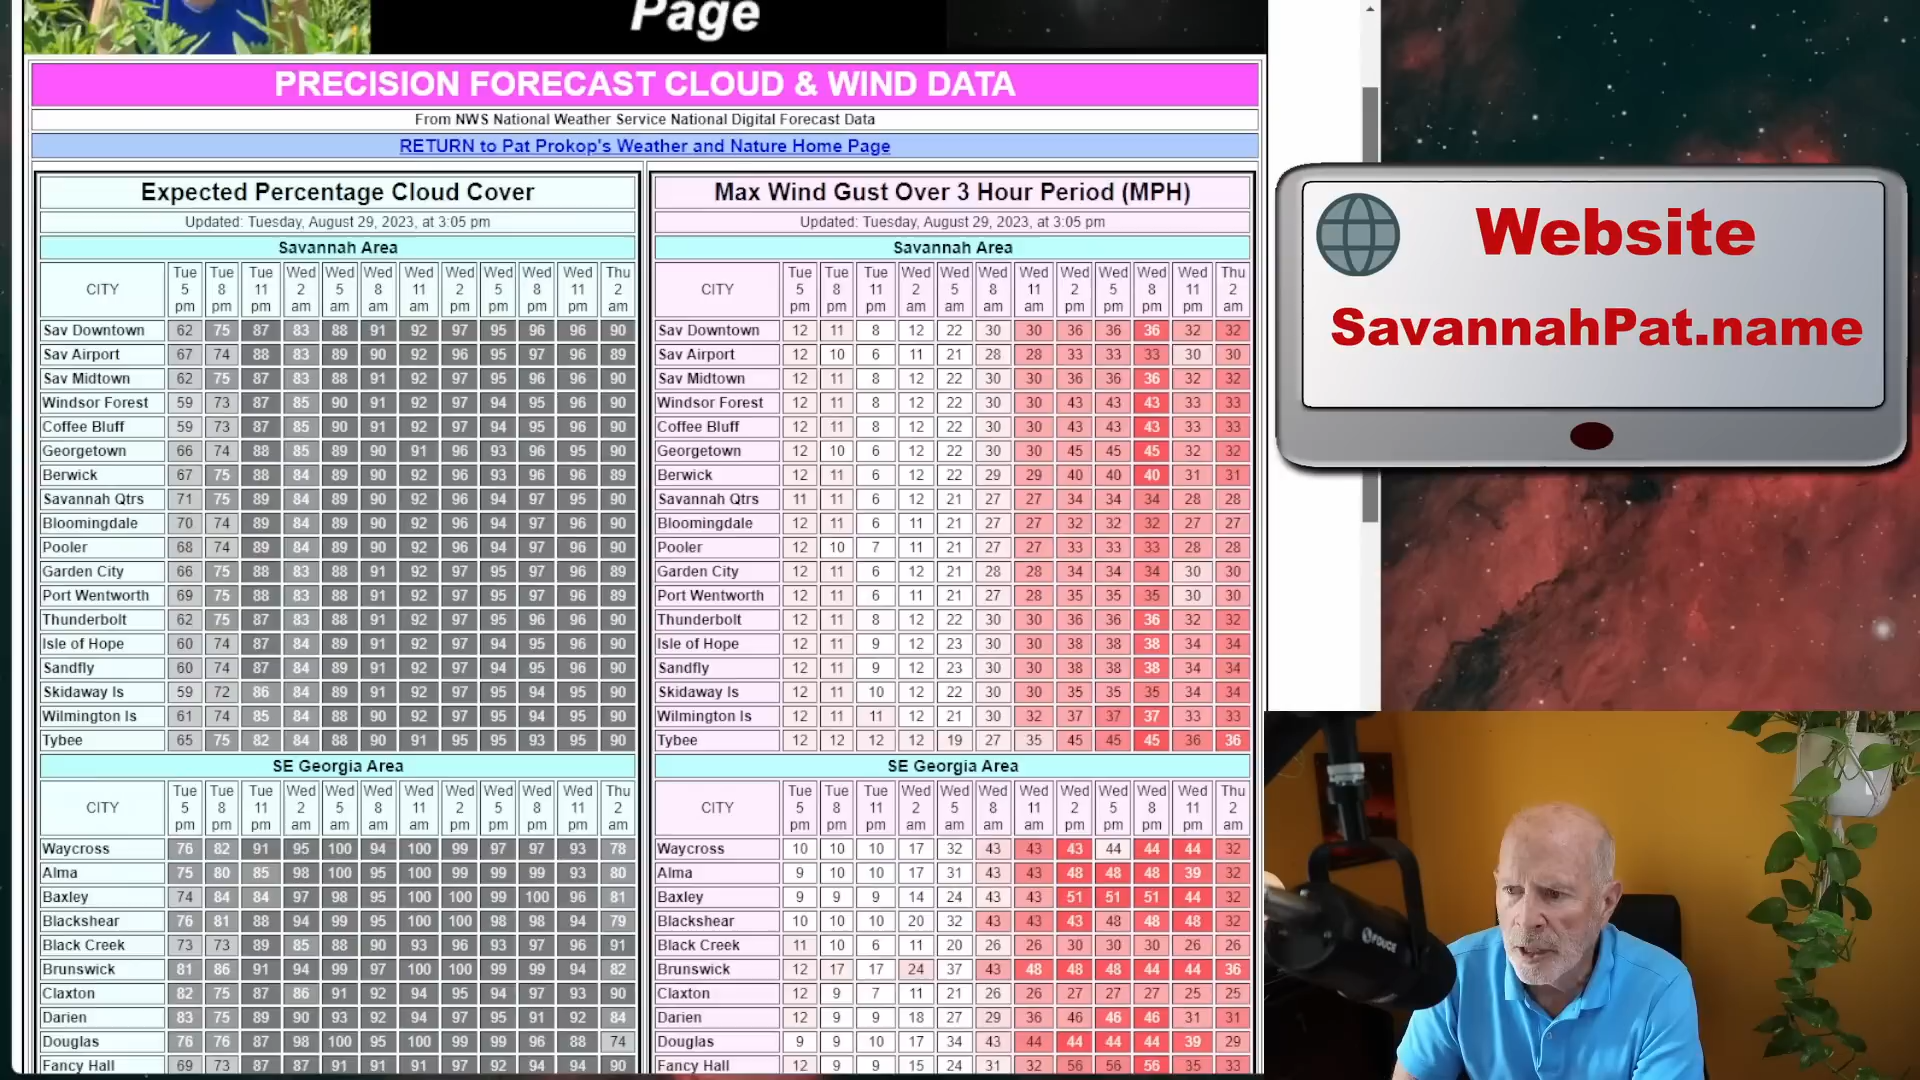 Page
PRECISION FORECAST CLOUD & WIND DATA
From NWS National Weather Service National Digital Forecast Data
RETURN to Pat Prokop's Weather and Nature Home Page
Expected Percentage Cloud Cover
Updated: Tuesday, August 29, 2023, at 3:05 pm
Savannah Area
CITY Tue 5 pm Tue 8 pm Tue 11 pm Wed 2 am Wed 5 am Wed 8 am Wed 11 am Wed 2 pm Wed 5 pm Wed 8 pm Wed 11 pm Thu 2 am
Sav Downtown 62 75 87 83 88 91 92 97 95 96 96 90
Sav Airport 67 74 88 83 89 90 92 96 95 97 96 89
Sav Midtown 62 75 87 83 88 91 92 97 95 96 96 90
Windsor Forest 59 73 87 85 90 91 92 97 94 95 96 90
Coffee Bluff 59 73 87 85 90 91 92 97 94 95 96 90
Georgetown 66 74 88 85 89 90 91 96 93 96 95 90
Berwick 67 75 88 84 89 90 92 96 93 96 96 89
Savannah Qtrs 71 75 89 84 89 90 92 96 94 97 95 90
Bloomingdale 70 74 89 84 89 90 92 96 94 97 96 90
Pooler 68 74 89 84 89 90 92 96 94 97 96 90
Garden City 66 75 88 83 88 91 92 97 95 97 96 89
Port Wentworth 69 75 88 83 88 91 92 97 95 97 96 89
Thunderbolt 62 75 87 83 88 91 92 97 95 96 96 90
Isle of Hope 60 74 87 84 89 91 92 97 94 95 96 90
Sandfly 60 74 87 84 89 91 92 97 94 95 96 90
Skidaway Is 59 72 86 84 89 91 92 97 95 94 95 90
Wilmington Is 61 74 85 84 88 90 92 97 95 94 95 90
Tybee 65 75 82 84 88 90 91 95 95 93 95 90
SE Georgia Area
CITY Tue 5 pm Tue 8 pm Tue 11 pm Wed 2 am Wed 5 am Wed 8 am Wed 11 am Wed 2 pm Wed 5 pm Wed 8 pm Wed 11 pm Thu 2 am
Waycross 76 82 91 95 100 94 100 99 97 97 93 78
Alma 75 80 85 98 100 95 100 99 99 99 93 80
Baxley 74 84 84 97 98 95 100 100 99 100 96 81
Blackshear 76 81 88 94 99 95 100 100 98 98 94 79
Black Creek 73 73 89 85 88 90 93 96 93 97 96 91
Brunswick 81 86 91 94 99 97 100 100 99 99 94 82
Claxton 82 75 87 86 91 92 94 95 94 97 93 90
Darien 83 75 89 90 93 92 94 97 95 91 92 84
Douglas 76 76 87 98 100 95 100 99 99 96 88 74
Fancy Hall 69 73 87 87 91 91 91 97 92 94 94 90
Max Wind Gust Over 3 Hour Period (MPH)
Updated: Tuesday, August 29, 2023, at 3:05 pm
Savannah Area
CITY Tue 5 pm Tue 8 pm Tue 11 pm Wed 2 am Wed 5 am Wed 8 am Wed 11 am Wed 2 pm Wed 5 pm Wed 8 pm Wed 11 pm Thu 2 am
Sav Downtown 12 11 8 12 22 30 30 36 36 36 32 32
Sav Airport 12 10 6 11 21 28 28 33 33 33 30 30
Sav Midtown 12 11 8 12 22 30 30 36 36 36 32 32
Windsor Forest 12 11 8 12 22 30 30 43 43 43 33 33
Coffee Bluff 12 11 8 12 22 30 30 43 43 43 33 33
Georgetown 12 10 6 12 22 30 30 45 45 45 32 32
Berwick 12 11 6 12 22 29 29 40 40 40 31 31
Savannah Qtrs 11 11 6 12 21 27 27 34 34 34 28 28
Bloomingdale 12 11 6 11 21 27 27 32 32 32 27 27
Pooler 12 10 7 11 21 27 27 33 33 33 28 28
Garden City 12 11 6 12 21 28 28 34 34 34 30 30
Port Wentworth 12 11 6 11 21 27 28 35 35 35 30 30
Thunderbolt 12 11 8 12 22 30 30 36 36 36 32 32
Isle of Hope 12 11 9 12 23 30 30 38 38 38 34 34
Sandfly 12 11 9 12 23 30 30 38 38 38 34 34
Skidaway Is 12 11 10 12 22 30 30 35 35 35 34 34
Wilmington Is 12 11 11 12 21 30 32 37 37 37 33 33
Tybee 12 12 12 12 19 27 35 45 45 45 36 36
SE Georgia Area
CITY Tue 5 pm Tue 8 pm Tue 11 pm Wed 2 am Wed 5 am Wed 8 am Wed 11 am Wed 2 pm Wed 5 pm Wed 8 pm Wed 11 pm Thu 2 am
Waycross 10 10 10 17 32 43 43 43 44 44 44 32
Alma 9 10 10 17 31 43 43 48 48 48 39 32
Baxley 9 9 9 14 24 43 43 51 51 51 44 32
Blackshear 10 10 10 20 32 43 43 43 48 48 48 32
Black Creek 11 10 6 11 20 26 26 30 30 30 26 26
Brunswick 12 17 17 24 37 43 48 48 48 44 44 36
Claxton 12 9 7 11 21 26 26 27 27 27 25 25
Darien 12 9 9 18 27 29 36 46 46 46 31 31
Douglas 9 9 10 17 34 43 44 44 44 44 39 29
Fancy Hall 12 9 9 15 24 31 32 56 56 56 35 33
Website
SavannahPat.name